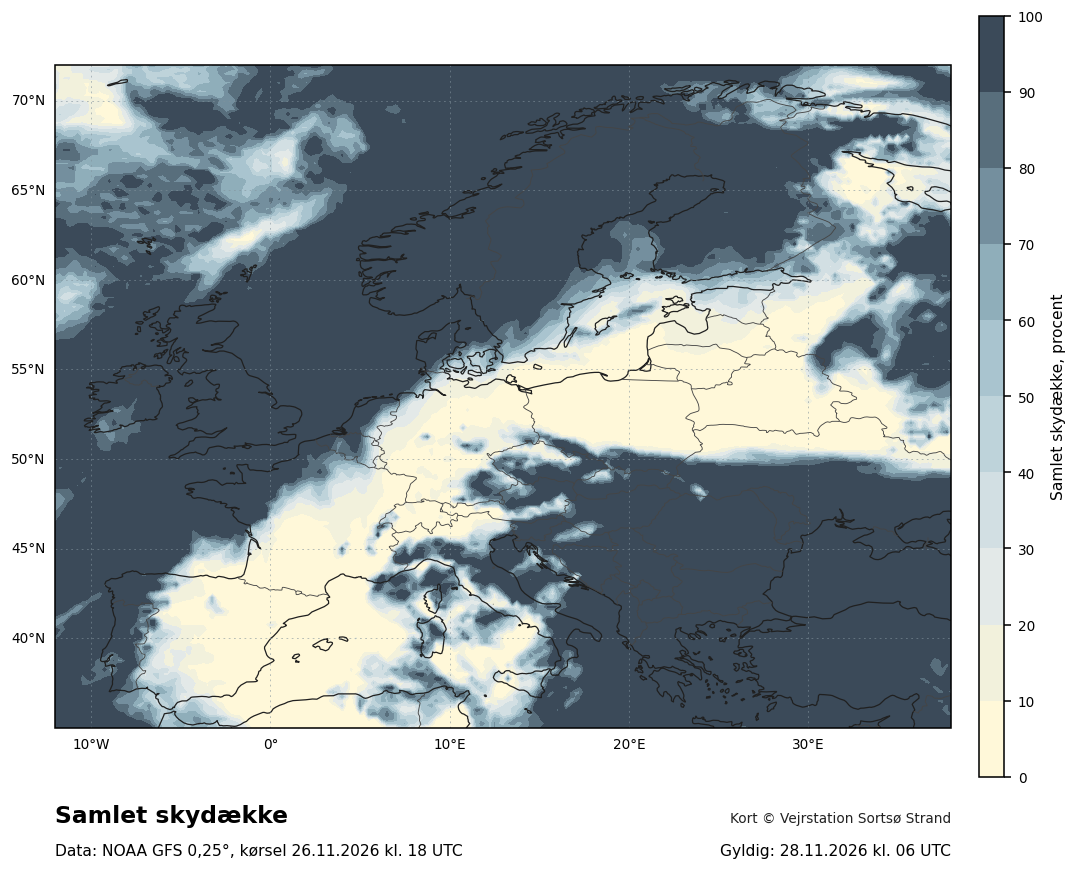 70°N
65°N
60°N
55°N
50°N
45°N
40°N
10°W
0°
10°E
20°E
30°E
100
90
80
70
60
50
40
30
20
10
0
Samlet skydække, procent
Samlet skydække
Kort © Vejrstation Sortsø Strand
Data: NOAA GFS 0,25°, kørsel 26.11.2026 kl. 18 UTC
Gyldig: 28.11.2026 kl. 06 UTC